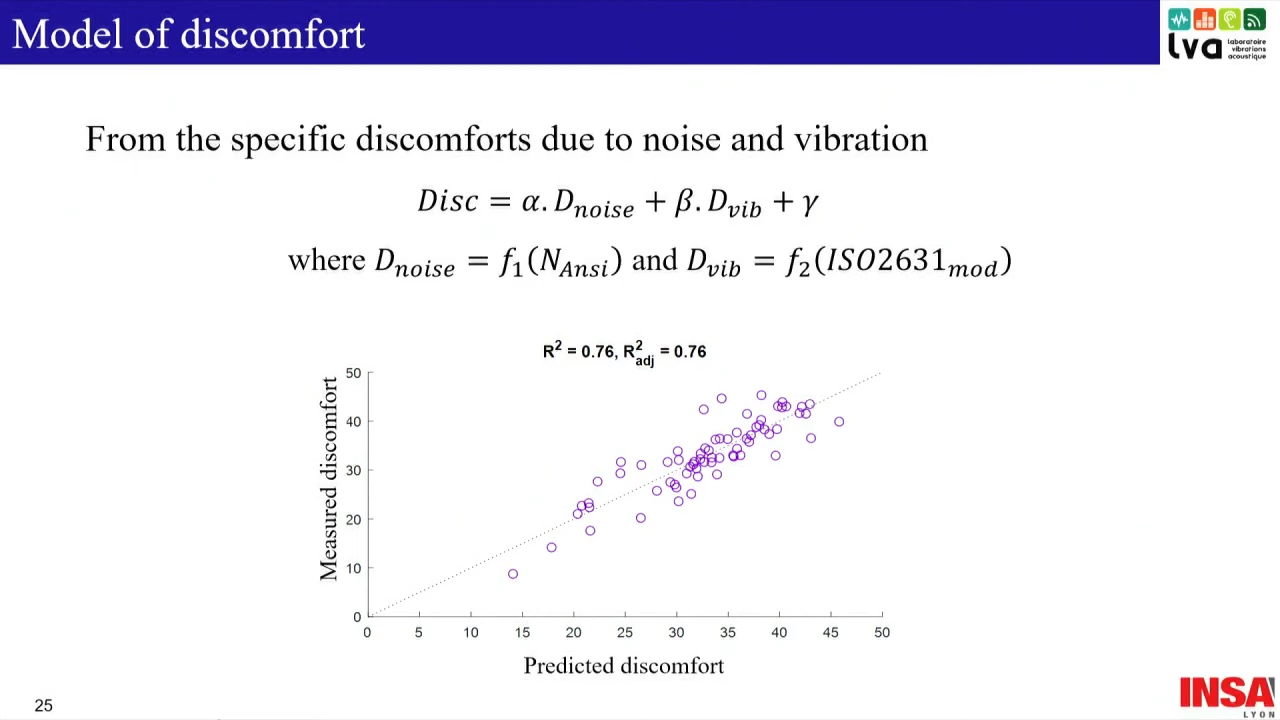 Model of discomfort
lva
laboratoire
vibrations
acoustique
From the specific discomforts due to noise and vibration
Disc = α. D_noise + β. D_vib + γ
where D_noise = f₁(N_Ansi) and D_vib = f₂(ISO2631_mod)
R² = 0.76, R²_adj = 0.76
Measured discomfort
50
40
30
20
10
0
0 5 10 15 20 25 30 35 40 45 50
Predicted discomfort
25
INSA
LYON